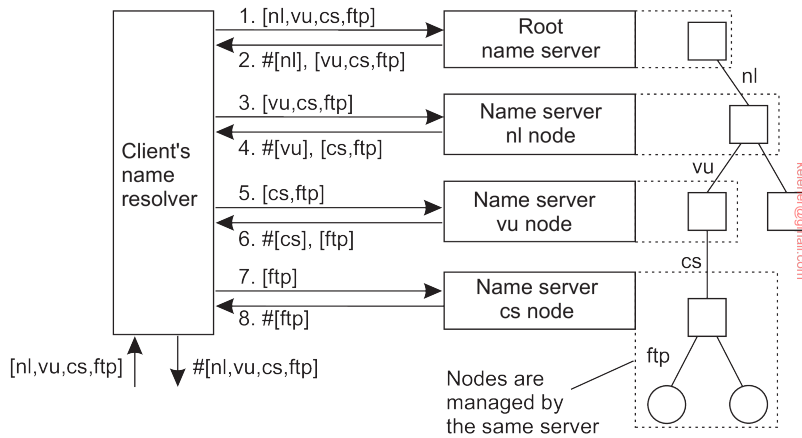 1. [nl,vu,cs,ftp]
2. #[nl], [vu,cs,ftp]
3. [vu,cs,ftp]
4. #[vu], [cs,ftp]
5. [cs,ftp]
6. #[cs], [ftp]
7. [ftp]
8. #[ftp]
Client's
name
resolver
[nl,vu,cs,ftp]
#[nl,vu,cs,ftp]
Root
name server
Name server
nl node
Name server
vu node
Name server
cs node
nl
vu
cs
ftp
Nodes are
managed by
the same server